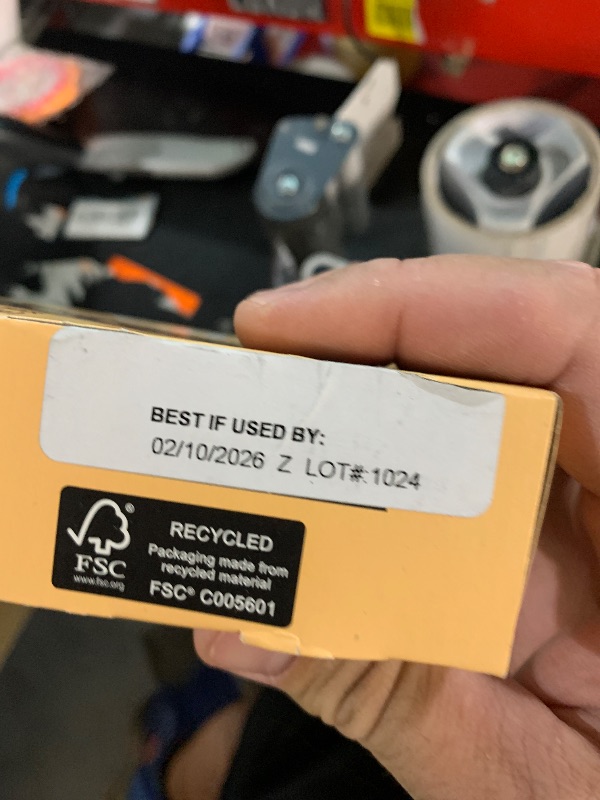 BEST IF USED BY:
02/10/2026 Z LOT#:1024
FSC®
www.fsc.org
RECYCLED
Packaging made from
recycled material
FSC® C005601